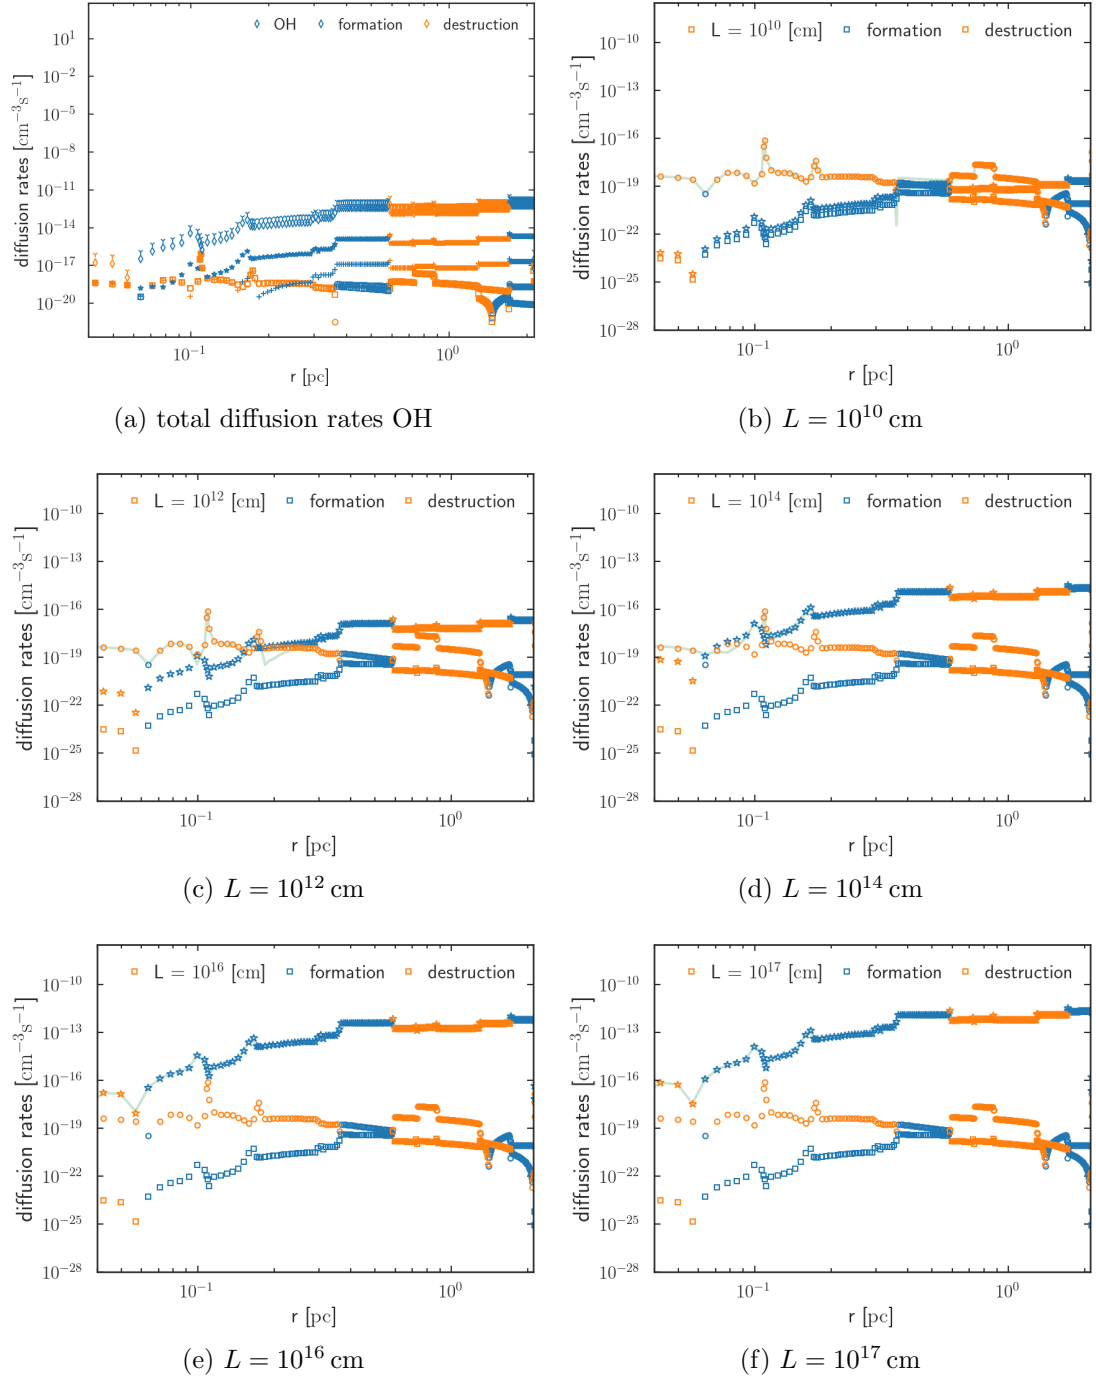 OH formation destruction
10^1
10^-2
10^-5
10^-8
10^-11
10^-14
10^-17
10^-20
diffusion rates [cm^-3 s^-1]
10^-1 10^0
r [pc]
(a) total diffusion rates OH
L = 10^10 [cm] formation destruction
10^-10
10^-13
10^-16
10^-19
10^-22
10^-25
10^-28
diffusion rates [cm^-3 s^-1]
10^-1 10^0
r [pc]
(b) L = 10^10 cm
L = 10^12 [cm] formation destruction
10^-10
10^-13
10^-16
10^-19
10^-22
10^-25
10^-28
diffusion rates [cm^-3 s^-1]
10^-1 10^0
r [pc]
(c) L = 10^12 cm
L = 10^14 [cm] formation destruction
10^-10
10^-13
10^-16
10^-19
10^-22
10^-25
10^-28
diffusion rates [cm^-3 s^-1]
10^-1 10^0
r [pc]
(d) L = 10^14 cm
L = 10^16 [cm] formation destruction
10^-10
10^-13
10^-16
10^-19
10^-22
10^-25
10^-28
diffusion rates [cm^-3 s^-1]
10^-1 10^0
r [pc]
(e) L = 10^16 cm
L = 10^17 [cm] formation destruction
10^-10
10^-13
10^-16
10^-19
10^-22
10^-25
10^-28
diffusion rates [cm^-3 s^-1]
10^-1 10^0
r [pc]
(f) L = 10^17 cm